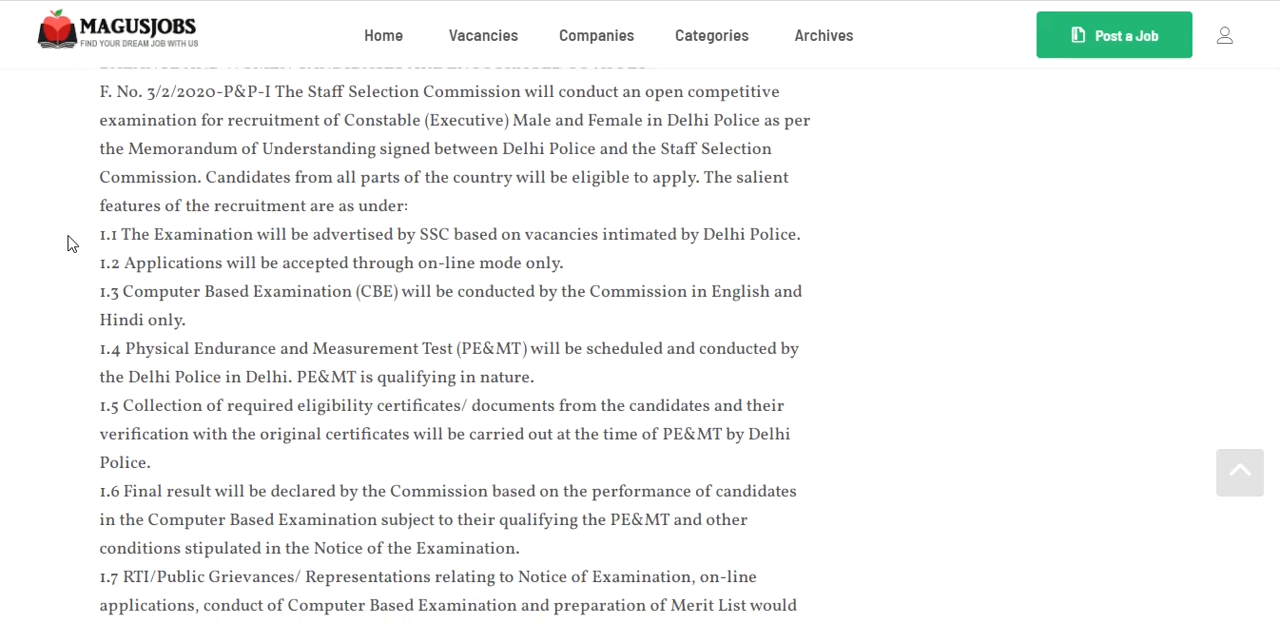 MAGUSJOBS
FIND YOUR DREAM JOB WITH US
Home Vacancies Companies Categories Archives Post a Job
F. No. 3/2/2020-P&P-I The Staff Selection Commission will conduct an open competitive
examination for recruitment of Constable (Executive) Male and Female in Delhi Police as per
the Memorandum of Understanding signed between Delhi Police and the Staff Selection
Commission. Candidates from all parts of the country will be eligible to apply. The salient
features of the recruitment are as under:
1.1 The Examination will be advertised by SSC based on vacancies intimated by Delhi Police.
1.2 Applications will be accepted through on-line mode only.
1.3 Computer Based Examination (CBE) will be conducted by the Commission in English and
Hindi only.
1.4 Physical Endurance and Measurement Test (PE&MT) will be scheduled and conducted by
the Delhi Police in Delhi. PE&MT is qualifying in nature.
1.5 Collection of required eligibility certificates/ documents from the candidates and their
verification with the original certificates will be carried out at the time of PE&MT by Delhi
Police.
1.6 Final result will be declared by the Commission based on the performance of candidates
in the Computer Based Examination subject to their qualifying the PE&MT and other
conditions stipulated in the Notice of the Examination.
1.7 RTI/Public Grievances/ Representations relating to Notice of Examination, on-line
applications, conduct of Computer Based Examination and preparation of Merit List would